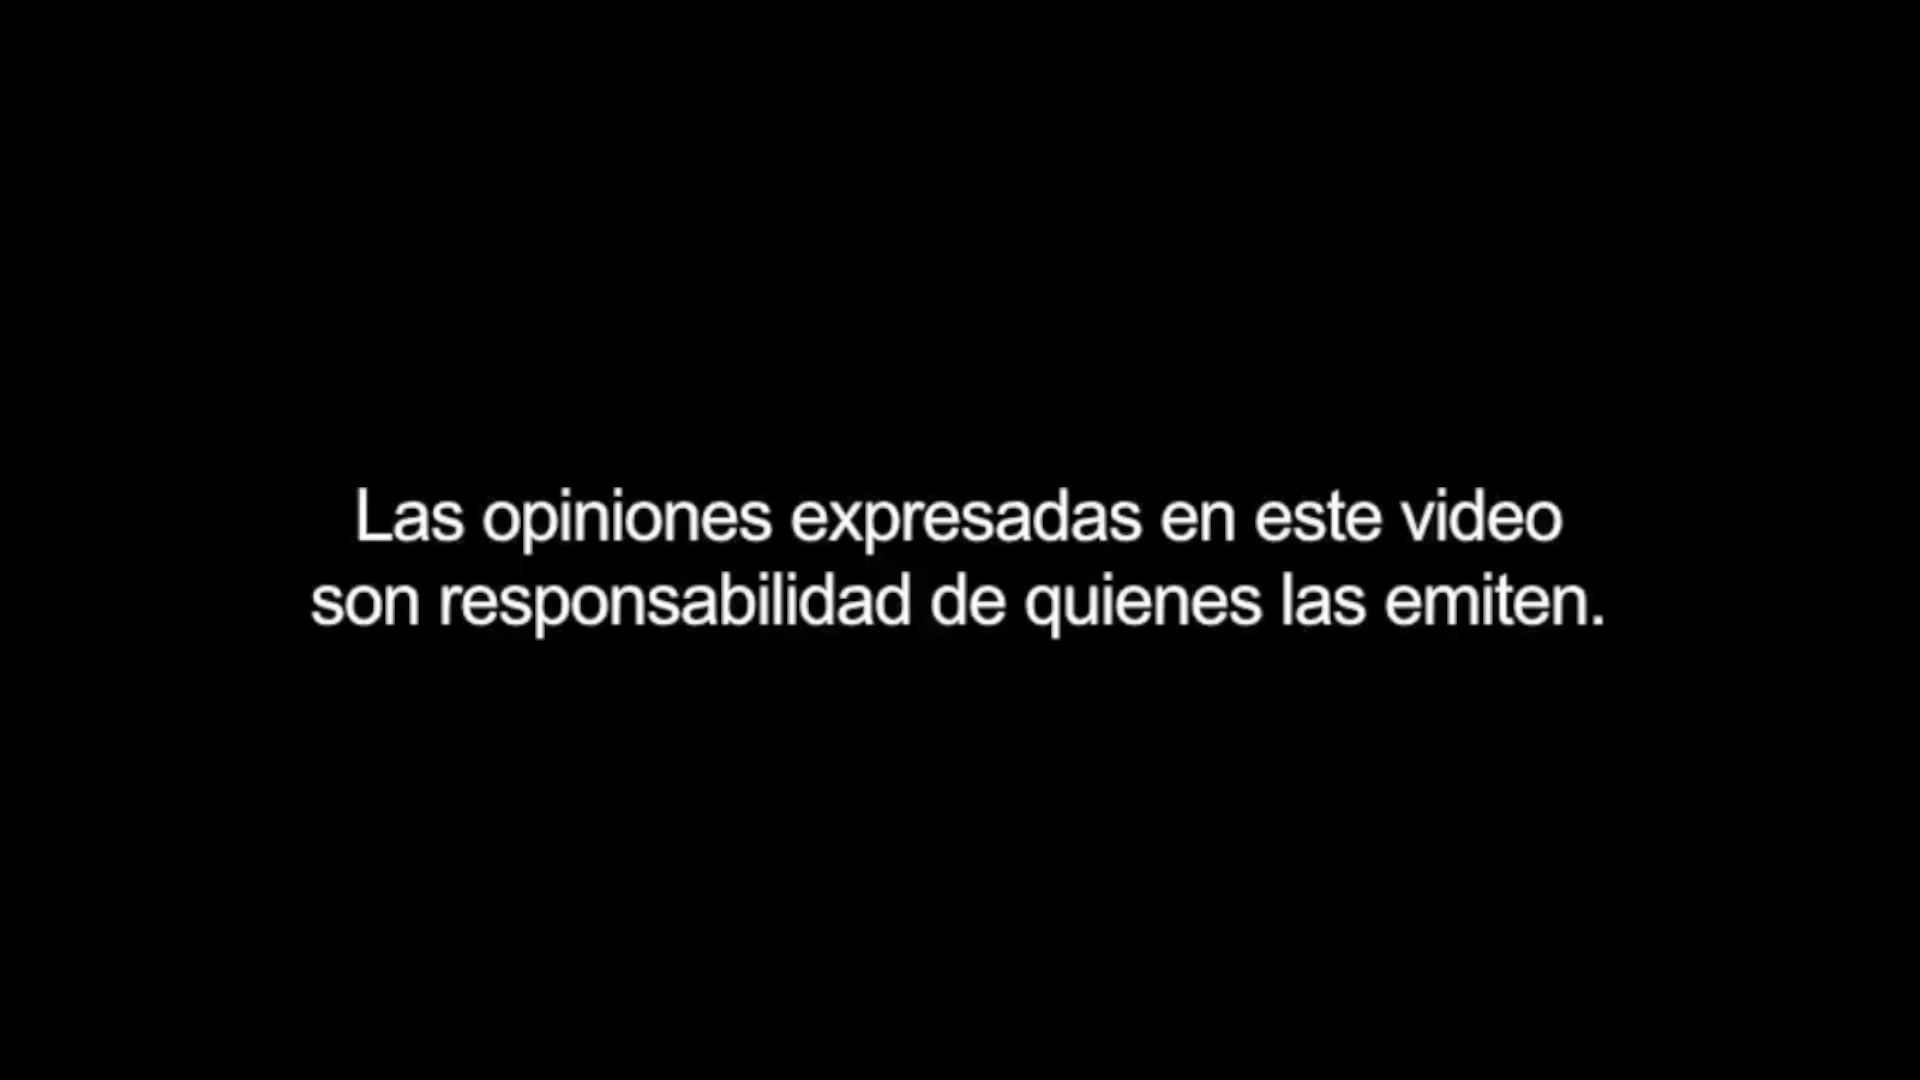 Las opiniones expresadas en este video
son responsabilidad de quienes las emiten.